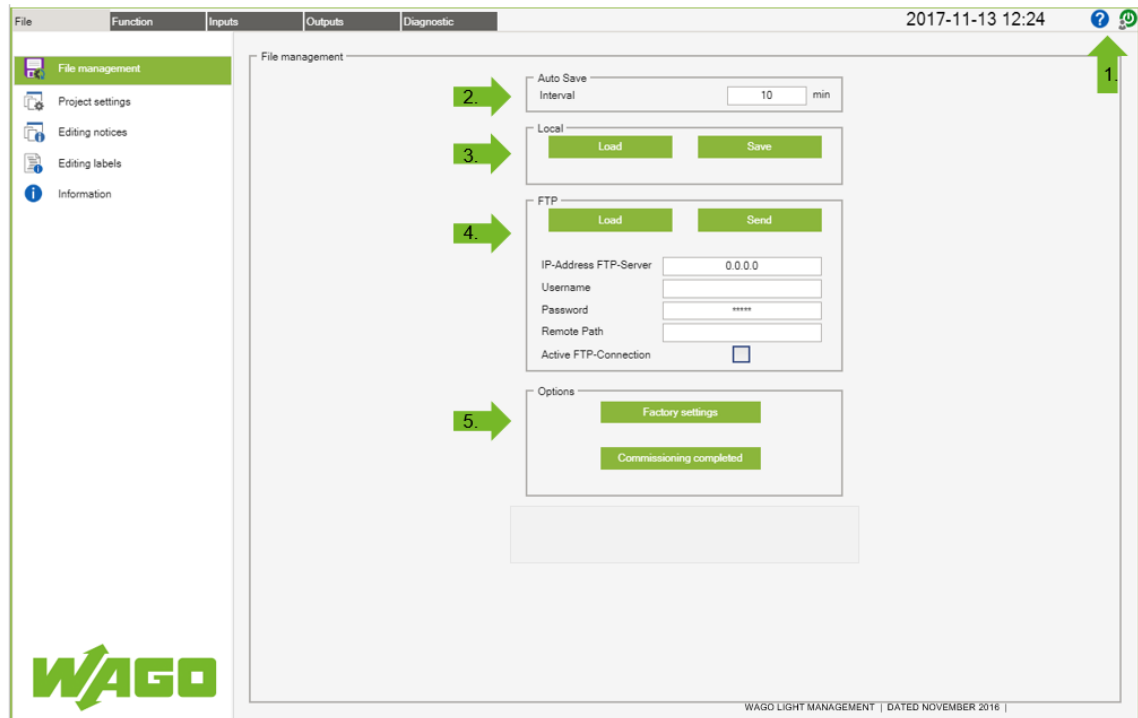 File Function Inputs Outputs Diagnostic 2017-11-13 12:24 ?
1.
File management
Project settings
Editing notices
Editing labels
i Information
File management
Auto Save
2. Interval 10 min
Local
3. Load Save
FTP
Load Send
4.
IP-Address FTP-Server 0.0.0.0
Username
Password *****
Remote Path
Active FTP-Connection
Options
5. Factory settings
Commissioning completed
WAGO
WAGO LIGHT MANAGEMENT | DATED NOVEMBER 2016 |